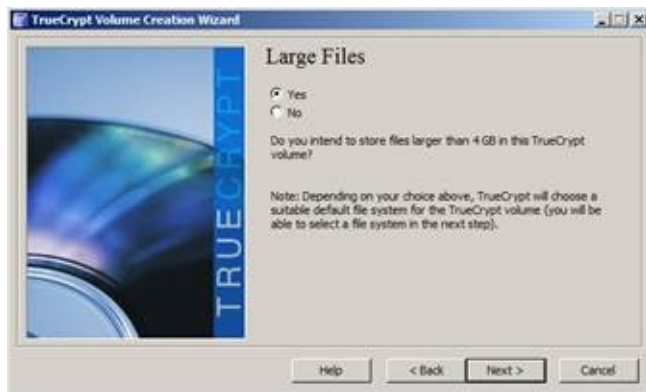 TrueCrypt Volume Creation Wizard
TRUECRYPT
Large Files
Yes
No
Do you intend to store files larger than 4 GB in this TrueCrypt
volume?
Note: Depending on your choice above, TrueCrypt will choose a
suitable default file system for the TrueCrypt volume (you will be
able to select a file system in the next step).
Help
< Back
Next >
Cancel